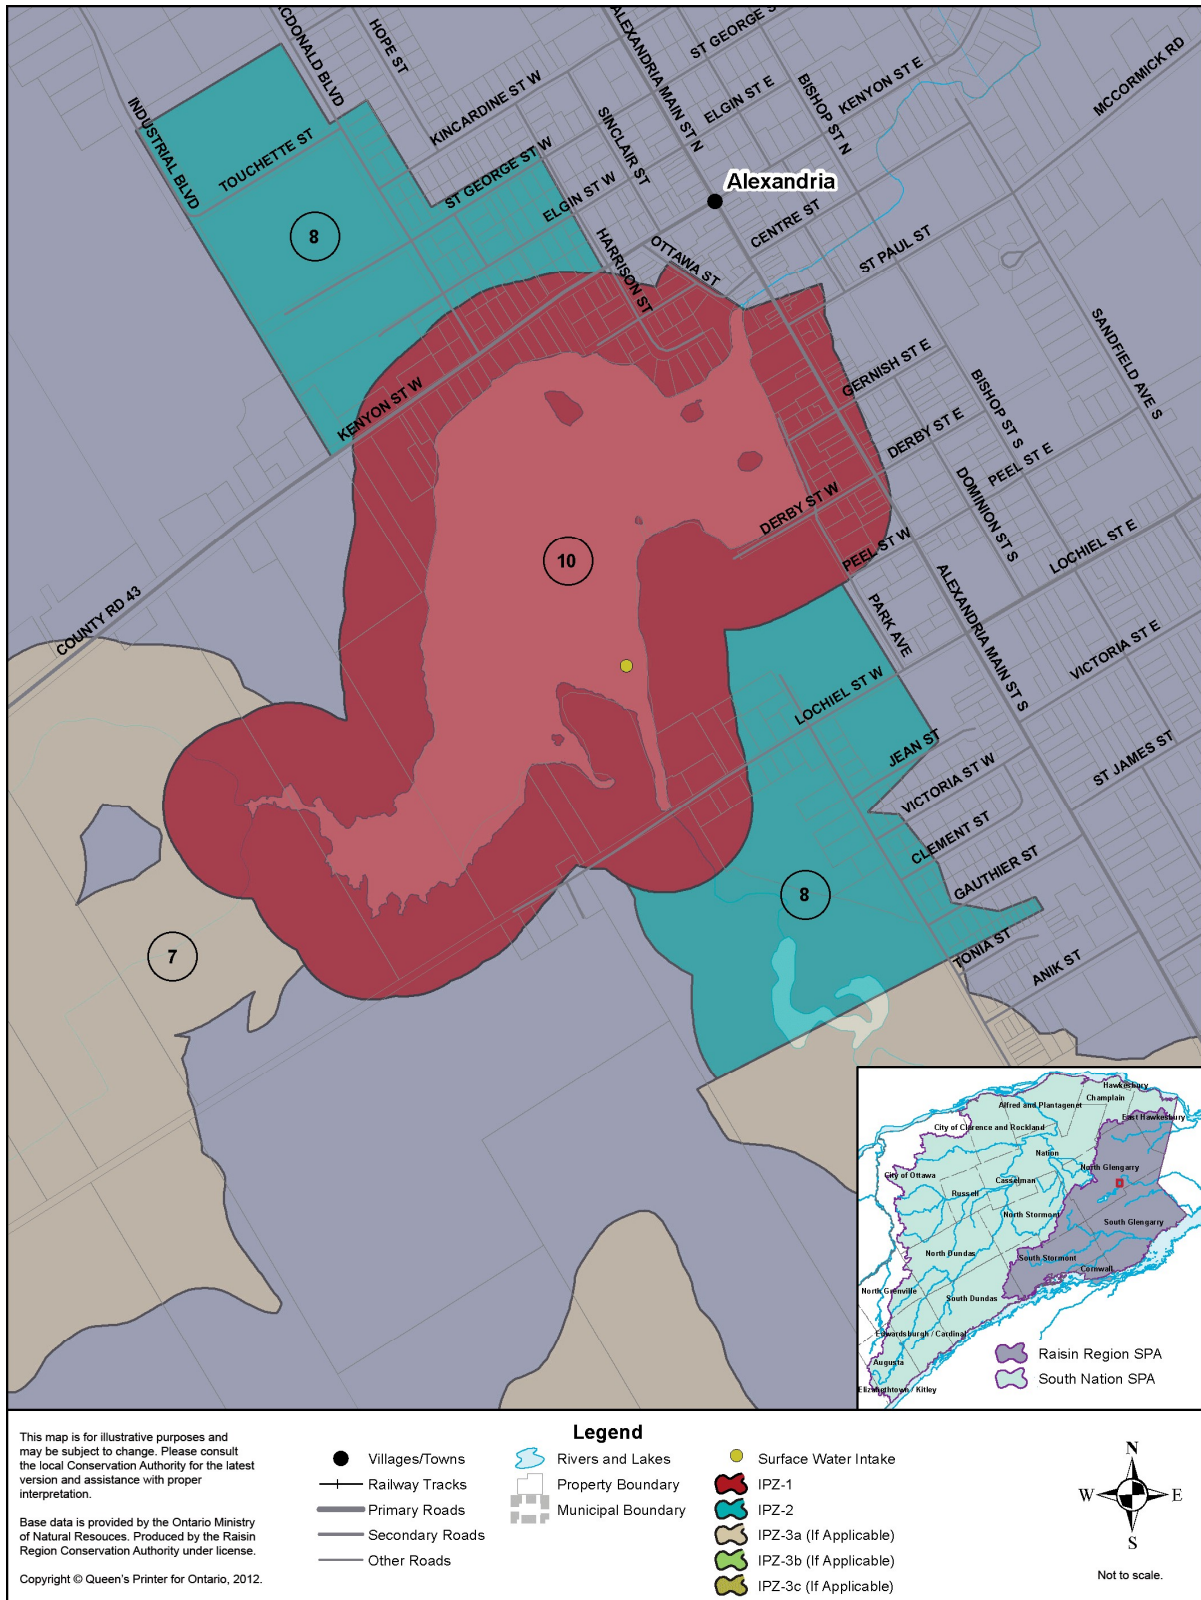 MCDONALD BLVD
HOPE ST
ALEXANDRIA MAIN ST N
ST GEORGE S
BISHOP ST N
KENYON ST E
MCCORMICK RD
INDUSTRIAL BLVD
TOUCHETTE ST
KINCARDINE ST W
SINCLAIR ST
ELGIN ST E
ST GEORGE ST W
ELGIN ST W
Alexandria
CENTRE ST
8
HARRISON ST
OTTAWA ST
ST PAUL ST
SANDFIELD AVE S
KENYON ST W
GERNISH ST E
BISHOP ST S
DERBY ST E
PEEL ST E
DOMINION ST S
DERBY ST W
10
PEEL ST W
LOCHIEL ST E
COUNTY RD 43
PARK AVE
ALEXANDRIA MAIN ST S
VICTORIA ST E
LOCHIEL ST W
JEAN ST
VICTORIA ST W
ST JAMES ST
CLEMENT ST
GAUTHIER ST
8
7
TONIA ST
ANIK ST
Hawkesbury
Champlain
Alfred and Plantagenet
East Hawkesbury
City of Clarence and Rockland
Nation
North Glengarry
City of Ottawa
Casselman
Russell
North Stormont
South Glengarry
North Dundas
South Stormont
Cornwall
North Grenville
South Dundas
Edwardsburgh / Cardinal
Augusta
Elizabethtown / Kitley
Raisin Region SPA
South Nation SPA
This map is for illustrative purposes and
may be subject to change. Please consult
the local Conservation Authority for the latest
version and assistance with proper
interpretation.
Base data is provided by the Ontario Ministry
of Natural Resouces. Produced by the Raisin
Region Conservation Authority under license.
Copyright © Queen's Printer for Ontario, 2012.
Legend
Villages/Towns
Railway Tracks
Primary Roads
Secondary Roads
Other Roads
Rivers and Lakes
Property Boundary
Municipal Boundary
Surface Water Intake
IPZ-1
IPZ-2
IPZ-3a (If Applicable)
IPZ-3b (If Applicable)
IPZ-3c (If Applicable)
N
W E
S
Not to scale.